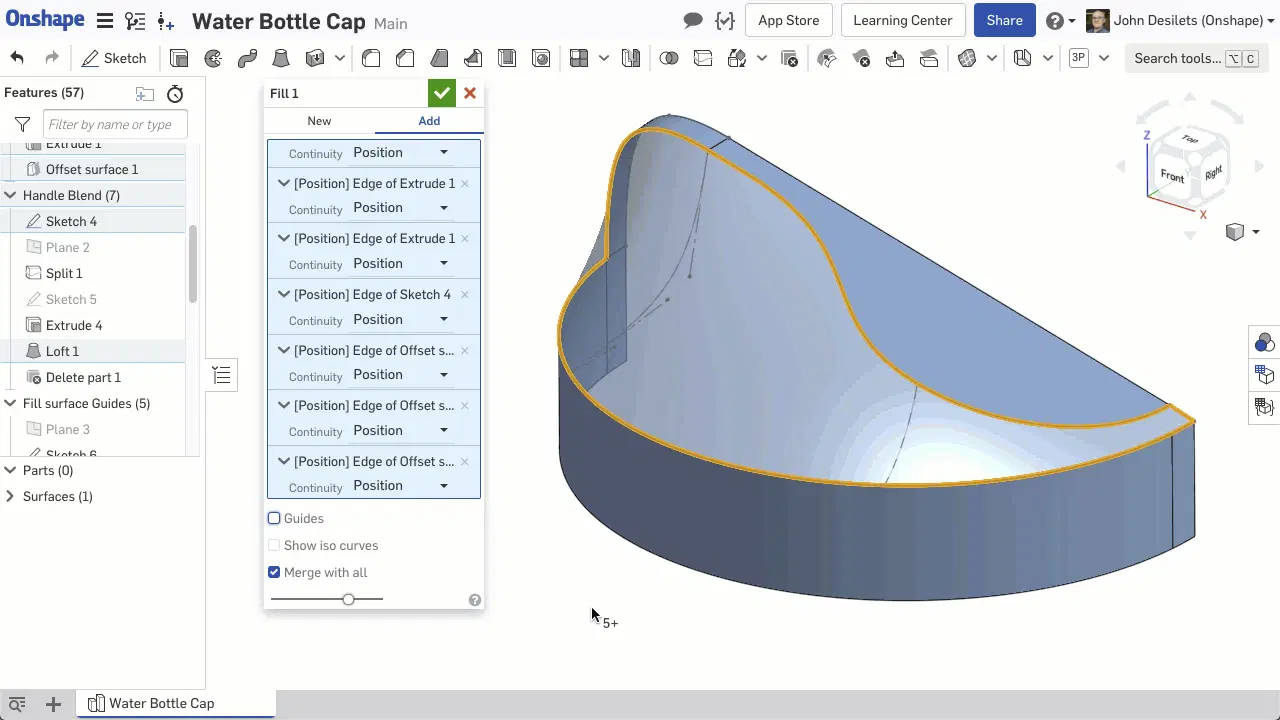 Onshape
Water Bottle Cap Main
App Store
Learning Center
Share
John Desilets (Onshape)
Sketch
3P
Search tools... ⌥ C
Features (57)
Filter by name or type
Extrude 1
Offset surface 1
Handle Blend (7)
Sketch 4
Plane 2
Split 1
Sketch 5
Extrude 4
Loft 1
Delete part 1
Fill surface Guides (5)
Plane 3
Sketch 6
Parts (0)
Surfaces (1)
Fill 1
New
Add
Continuity Position
[Position] Edge of Extrude 1
Continuity Position
[Position] Edge of Extrude 1
Continuity Position
[Position] Edge of Sketch 4
Continuity Position
[Position] Edge of Offset s...
Continuity Position
[Position] Edge of Offset s...
Continuity Position
[Position] Edge of Offset s...
Continuity Position
Guides
Show iso curves
Merge with all
5+
Z
Top
Front
Right
X
Water Bottle Cap